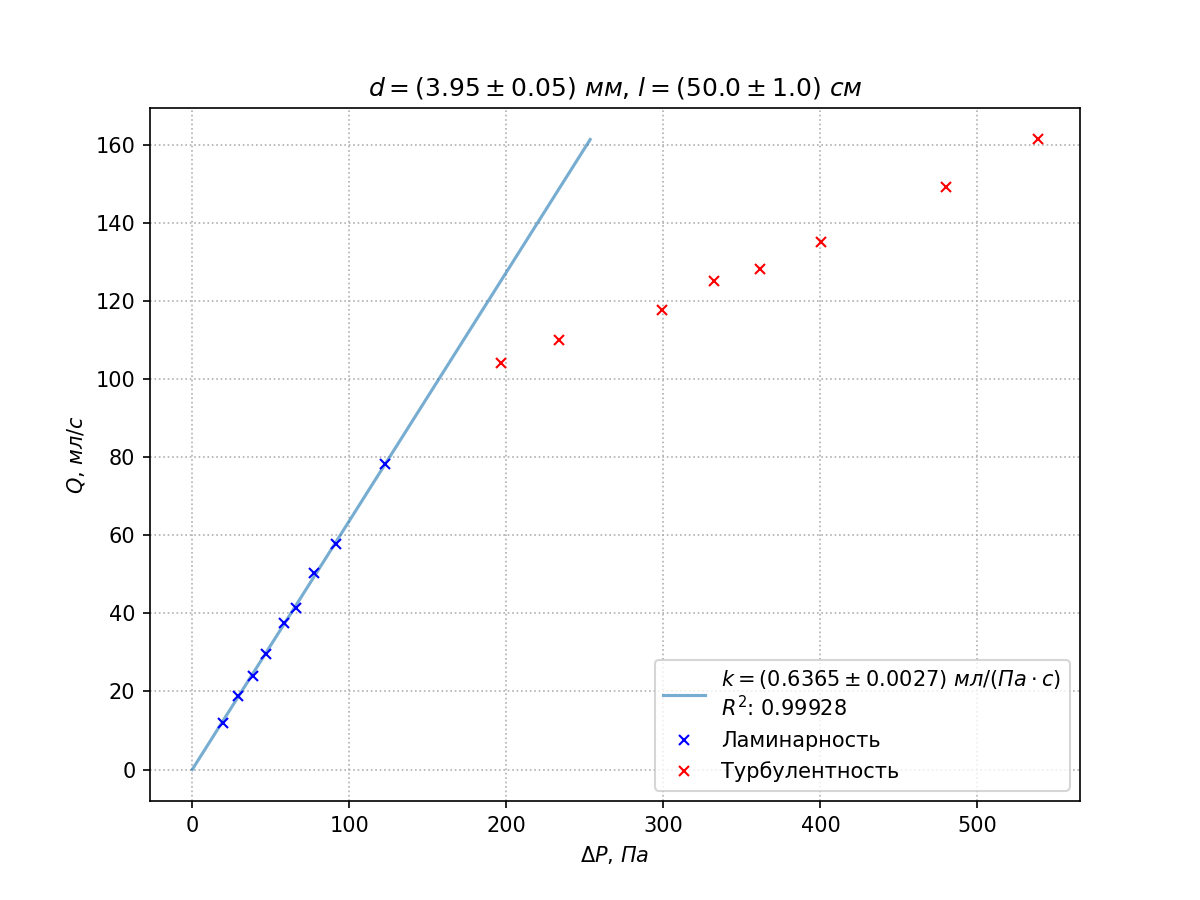 d = (3.95 ± 0.05) мм, l = (50.0 ± 1.0) см
160
140
120
100
80
60
40
20
0
Q, мл/с
0 100 200 300 400 500
ΔP, Па
k = (0.6365 ± 0.0027) мл/(Па · с)
R²: 0.99928
Ламинарность
Турбулентность